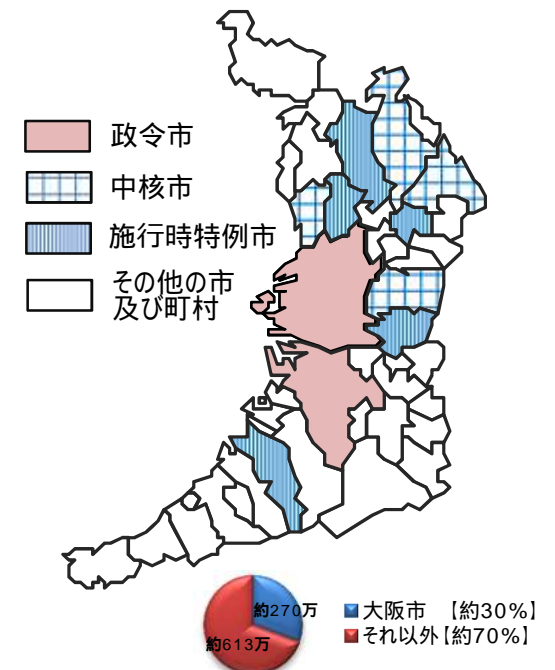 政令市
中核市
施行時特例市
その他の市
及び町村
約270万
約613万
大阪市 【約30%】
それ以外【約70%】